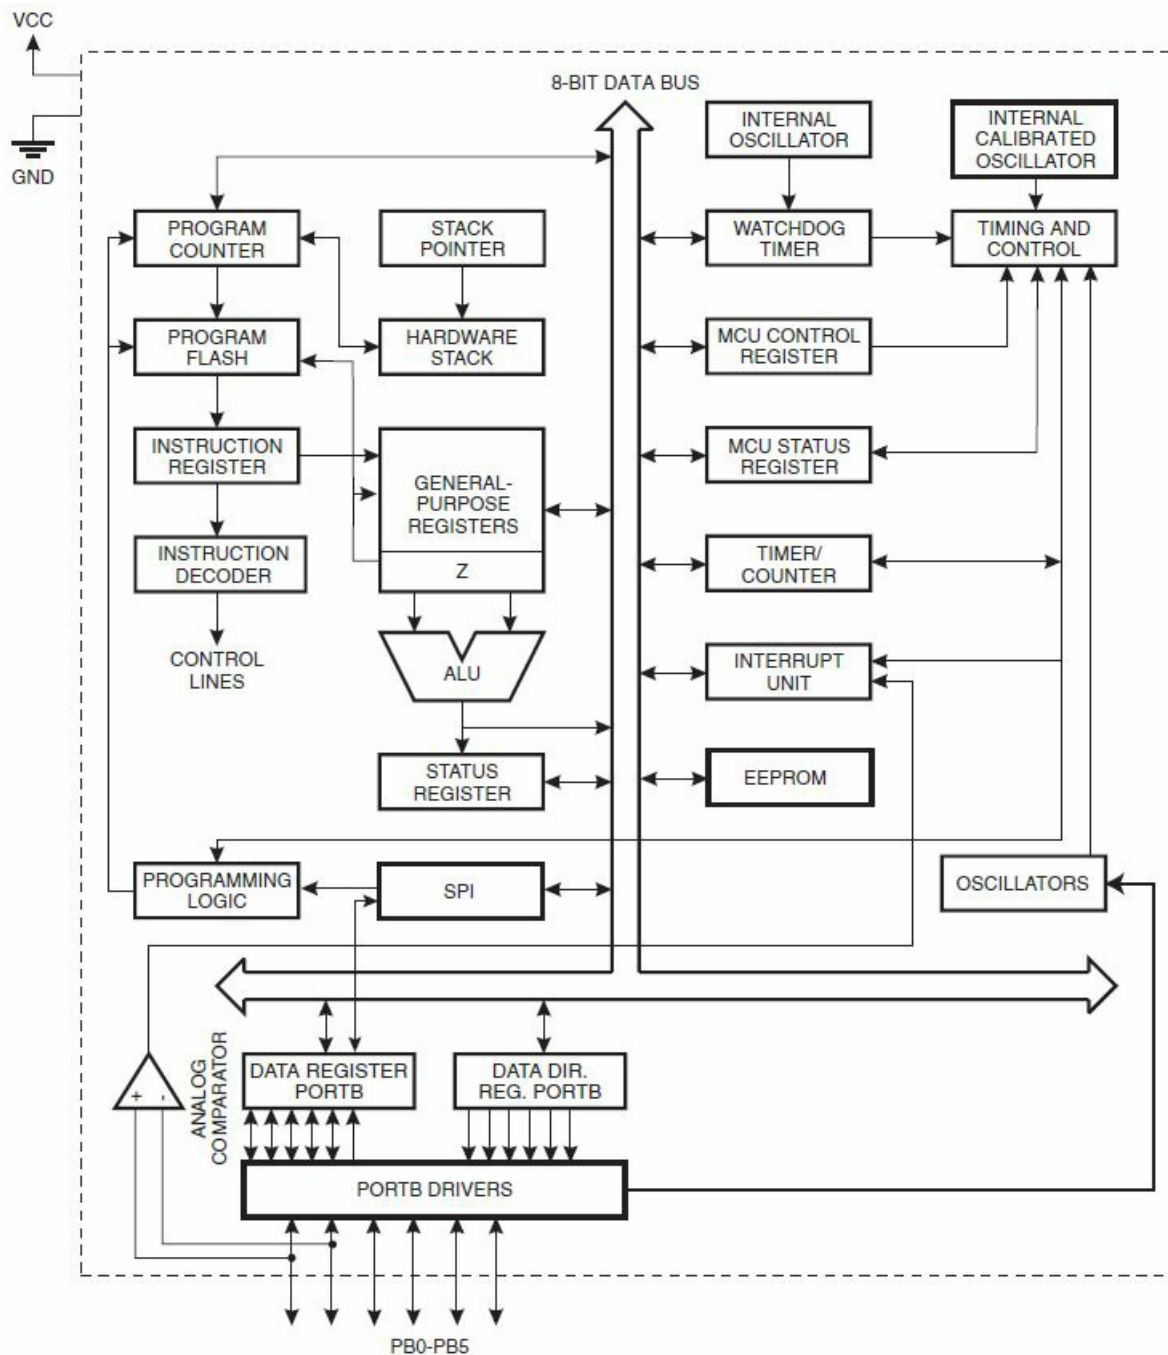 VCC
8-BIT DATA BUS
GND
INTERNAL
OSCILLATOR
INTERNAL
CALIBRATED
OSCILLATOR
PROGRAM
COUNTER
STACK
POINTER
WATCHDOG
TIMER
TIMING AND
CONTROL
PROGRAM
FLASH
HARDWARE
STACK
MCU CONTROL
REGISTER
INSTRUCTION
REGISTER
GENERAL-
PURPOSE
REGISTERS
Z
MCU STATUS
REGISTER
INSTRUCTION
DECODER
TIMER/
COUNTER
CONTROL
LINES
ALU
INTERRUPT
UNIT
STATUS
REGISTER
EEPROM
PROGRAMMING
LOGIC
SPI
OSCILLATORS
ANALOG
COMPARATOR
+ -
DATA REGISTER
PORTB
DATA DIR.
REG. PORTB
PORTB DRIVERS
PB0-PB5